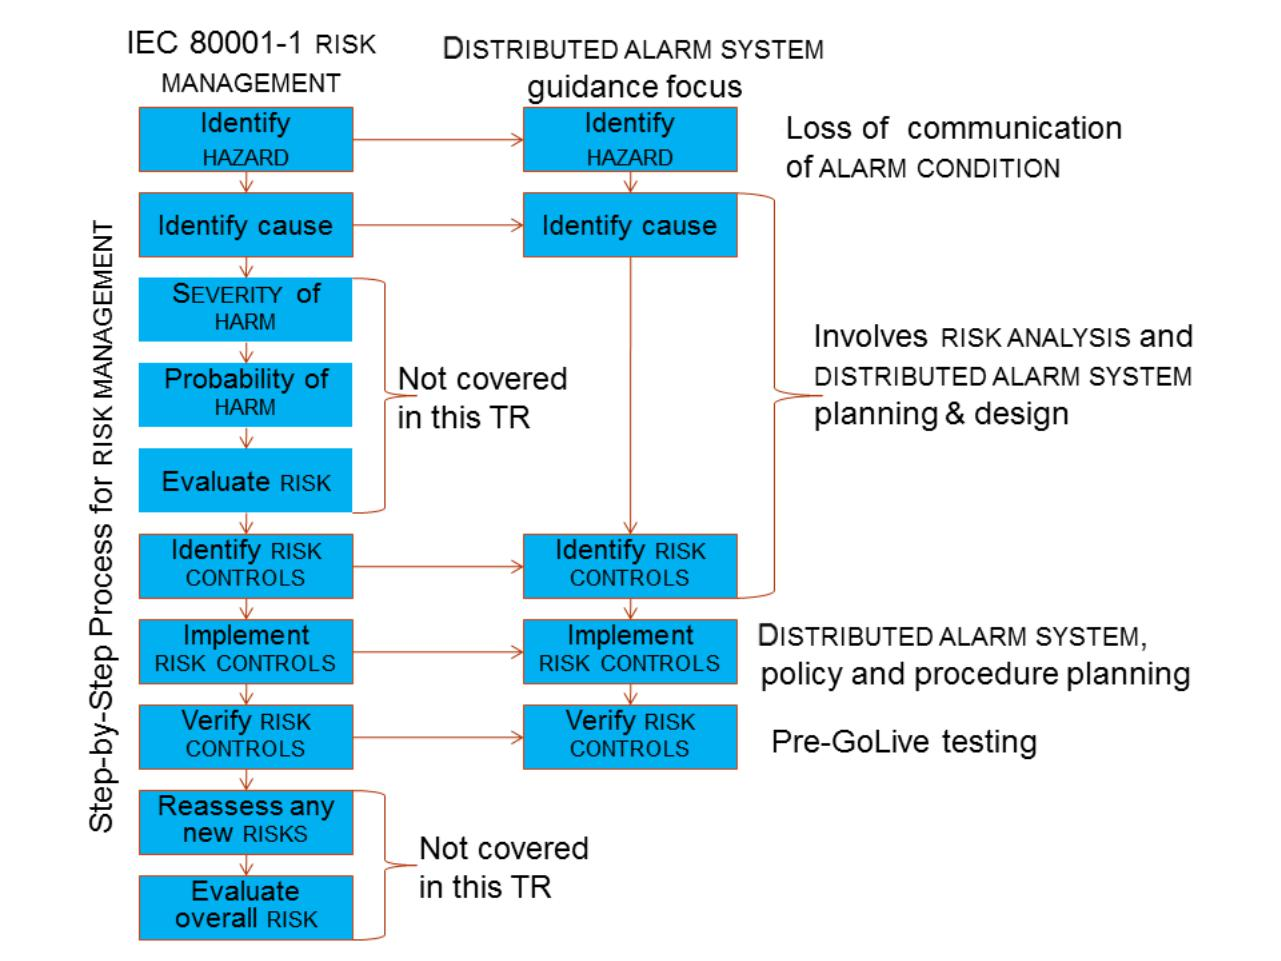 IEC 80001-1 RISK
MANAGEMENT
DISTRIBUTED ALARM SYSTEM
guidance focus
Step-by-Step Process for RISK MANAGEMENT
Identify
HAZARD
Identify
HAZARD
Loss of communication
of ALARM CONDITION
Identify cause
Identify cause
SEVERITY of
HARM
Probability of
HARM
Evaluate RISK
Not covered
in this TR
Involves RISK ANALYSIS and
DISTRIBUTED ALARM SYSTEM
planning & design
Identify RISK
CONTROLS
Identify RISK
CONTROLS
Implement
RISK CONTROLS
Implement
RISK CONTROLS
DISTRIBUTED ALARM SYSTEM,
policy and procedure planning
Verify RISK
CONTROLS
Verify RISK
CONTROLS
Pre-GoLive testing
Reassess any
new RISKS
Evaluate
overall RISK
Not covered
in this TR